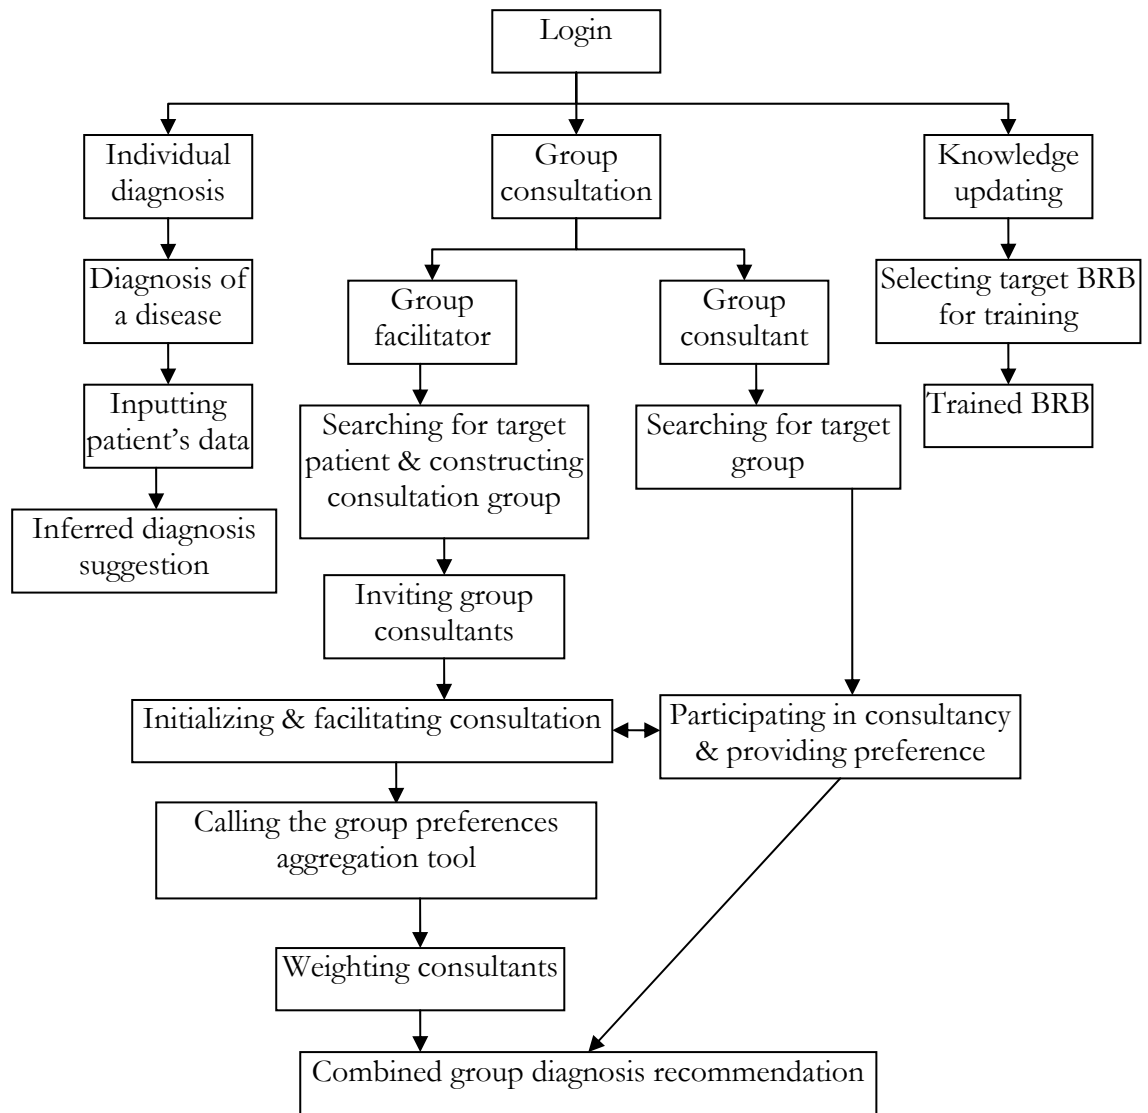 Login
Individual
diagnosis
Group
consultation
Knowledge
updating
Diagnosis of
a disease
Group
facilitator
Group
consultant
Selecting target BRB
for training
Inputting
patient's data
Searching for target
patient & constructing
consultation group
Searching for target
group
Trained BRB
Inferred diagnosis
suggestion
Inviting group
consultants
Initializing & facilitating consultation
Participating in consultancy
& providing preference
Calling the group preferences
aggregation tool
Weighting consultants
Combined group diagnosis recommendation